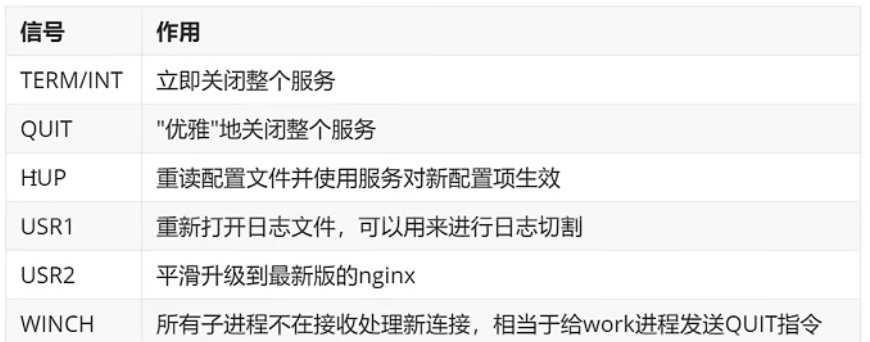 信号 作用
TERM/INT 立即关闭整个服务
QUIT "优雅"地关闭整个服务
HUP 重读配置文件并使用服务对新配置项生效
USR1 重新打开日志文件，可以用来进行日志切割
USR2 平滑升级到最新版的nginx
WINCH 所有子进程不在接收处理新连接，相当于给work进程发送QUIT指令